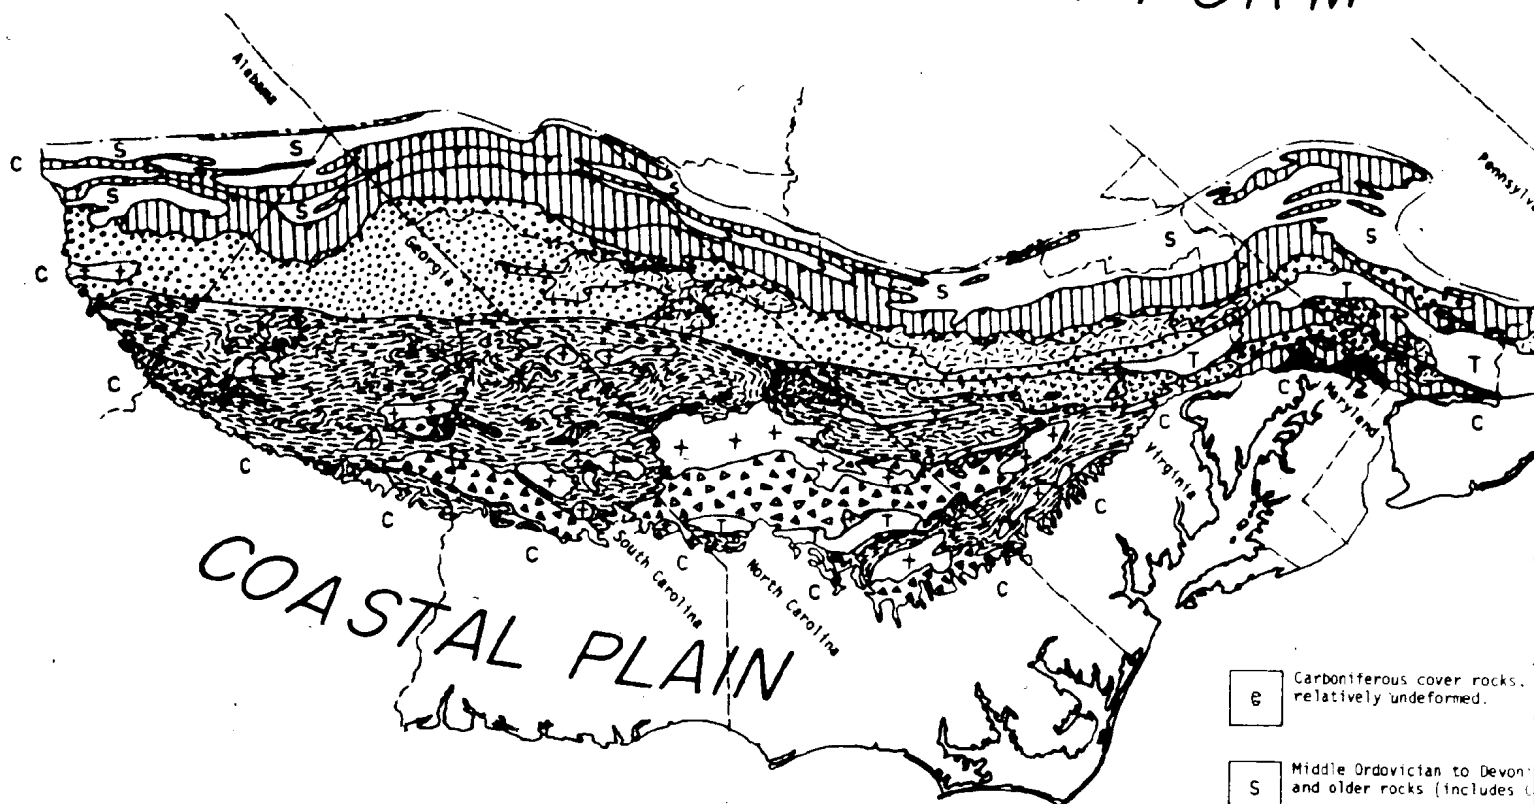 Alabama
S
S
C
S
S
Georgia
C
C
C
C
C
C
C
C
C
C
C
C
S
S
S
T
T
T
T
T
Pennsylva
Maryland
Virginia
South Carolina
North Carolina
COASTAL PLAIN
Carboniferous cover rocks,
relatively undeformed.
S
Middle Ordovician to Devon
and older rocks (includes